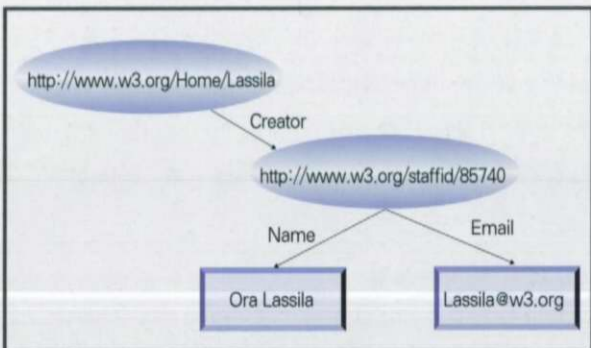 http://www.w3.org/Home/Lassila
Creator
http://www.w3.org/staffid/85740
Name
Email
Ora Lassila
Lassila@w3.org